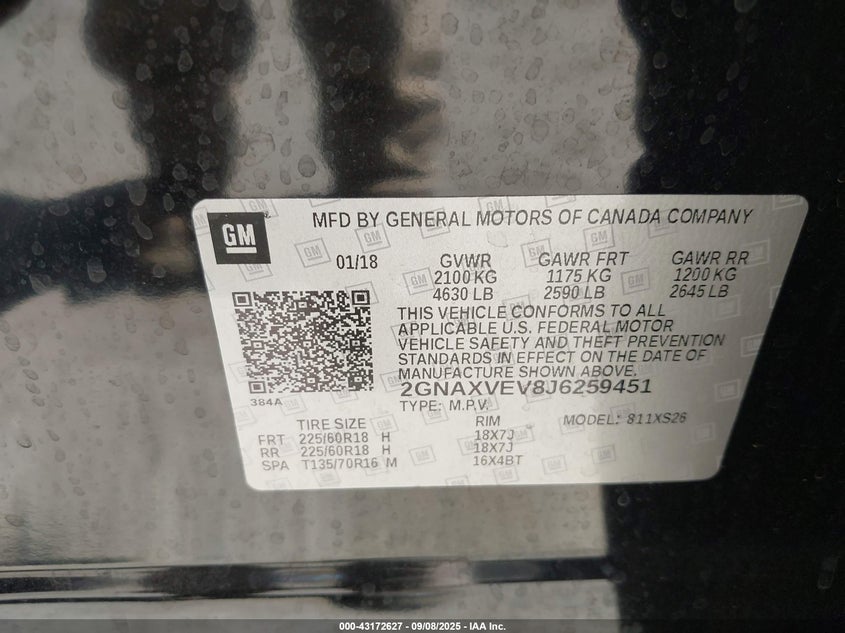 GM
MFD BY GENERAL MOTORS OF CANADA COMPANY
01/18 GVWR GAWR FRT GAWR RR
2100 KG 1175 KG 1200 KG
4630 LB 2590 LB 2645 LB
THIS VEHICLE CONFORMS TO ALL
APPLICABLE U.S. FEDERAL MOTOR
VEHICLE SAFETY AND THEFT PREVENTION
STANDARDS IN EFFECT ON THE DATE OF
MANUFACTURE SHOWN ABOVE.
384A
2GNAXVEV8J6259451
TYPE: M.P.V. MODEL: 811XS26
TIRE SIZE RIM
FRT 225/60R18 H 18X7J
RR 225/60R18 H 18X7J
SPA T135/70R16 M 16X4BT
000-43172627 - 09/08/2025 - IAA Inc.